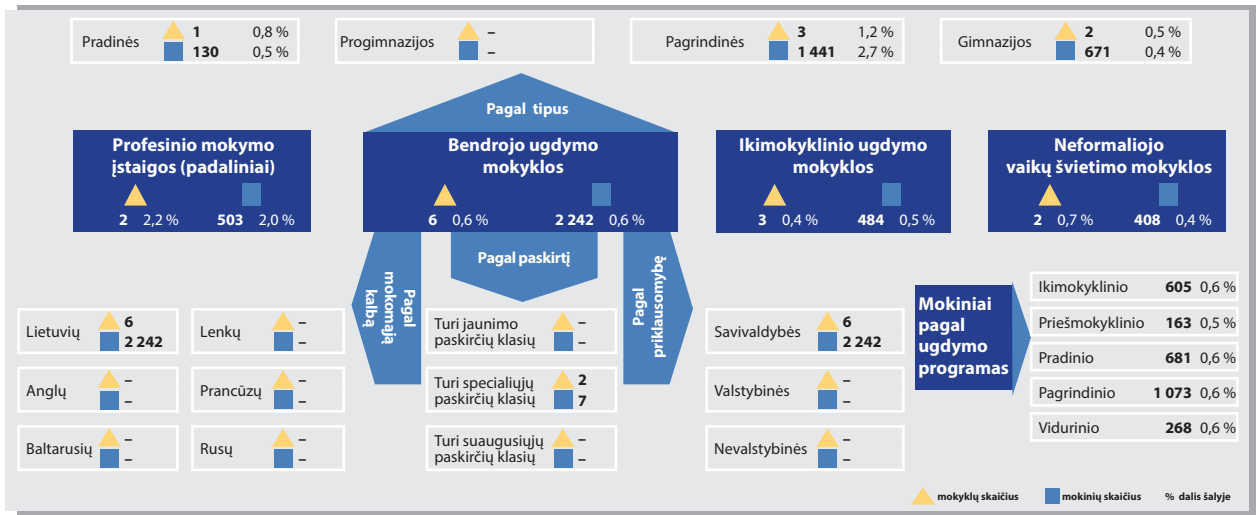 Pradinės
1 0,8 %
130 0,5 %
Progimnazijos
–
–
Pagrindinės
3 1,2 %
1 441 2,7 %
Gimnazijos
2 0,5 %
671 0,4 %
Pagal tipus
Profesinio mokymo
įstaigos (padaliniai)
2 2,2 % 503 2,0 %
Bendrojo ugdymo
mokyklos
6 0,6 % 2 242 0,6 %
Ikimokyklinio ugdymo
mokyklos
3 0,4 % 484 0,5 %
Neformaliojo
vaikų švietimo mokyklos
2 0,7 % 408 0,4 %
Pagal
mokomąją
kalbą
Pagal paskirtį
Pagal
priklausomybę
Lietuvių
6
2 242
Lenkų
–
–
Anglų
–
–
Prancūzų
–
–
Baltarusių
–
–
Rusų
–
–
Turi jaunimo
paskirčių klasių
–
–
Turi specialiųjų
paskirčių klasių
2
7
Turi suaugusiųjų
paskirčių klasių
–
–
Savivaldybės
6
2 242
Valstybinės
–
–
Nevalstybinės
–
–
Mokiniai
pagal
ugdymo
programas
Ikimokyklinio 605 0,6 %
Priešmokyklinio 163 0,5 %
Pradinio 681 0,6 %
Pagrindinio 1 073 0,6 %
Vidurinio 268 0,6 %
mokyklų skaičius mokinių skaičius % dalis šalyje